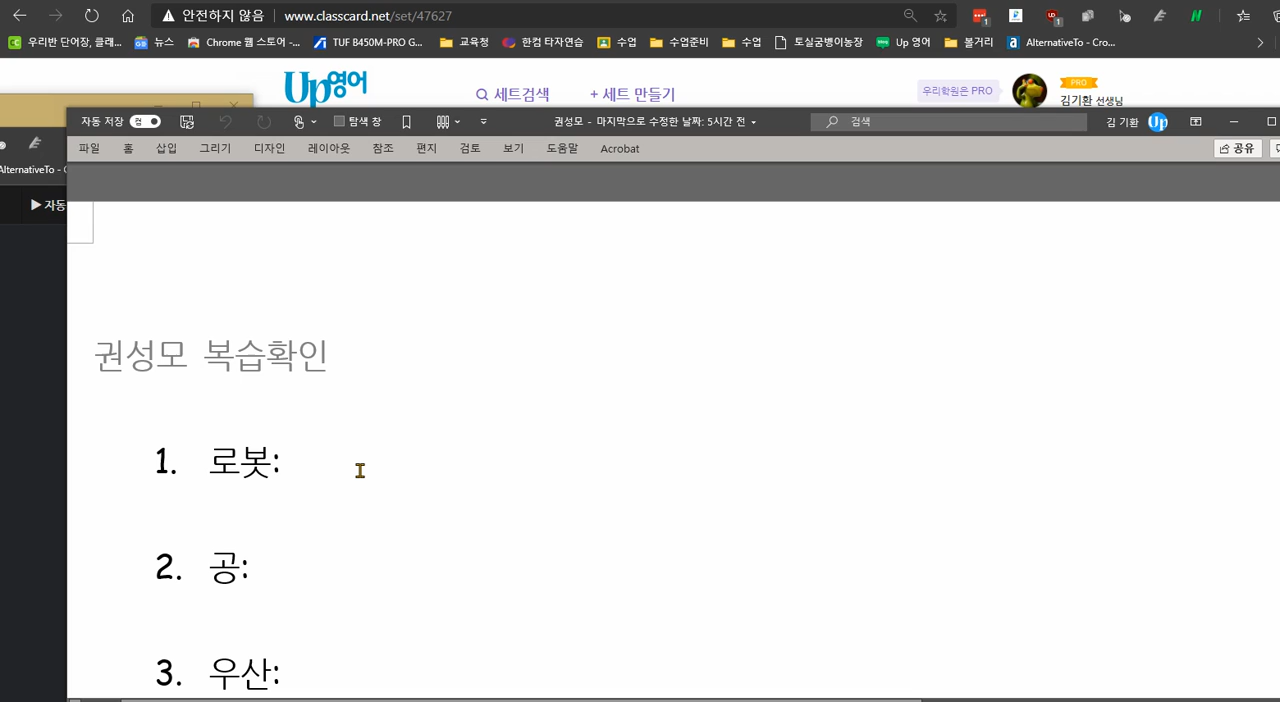 안전하지 않음 www.classcard.net/set/47627
우리반 단어장, 클래... 뉴스 Chrome 웹 스토어 -... TUF B450M-PRO G... 교육청 한컴 타자연습 수업 수업준비 수업 토실궁뱅이농장 Up 영어 볼거리 AlternativeTo - Cro...
Up영어 세트검색 + 세트 만들기 우리학원은 PRO PRO
김기환 선생님
자동 저장 컴 탐색 창 권성모 - 마지막으로 수정한 날짜: 5시간 전 검색 김 기환 Up
파일 홈 삽입 그리기 디자인 레이아웃 참조 편지 검토 보기 도움말 Acrobat 공유
AlternativeTo - C
자동
권성모 복습확인
1. 로봇:
2. 공:
3. 우산: